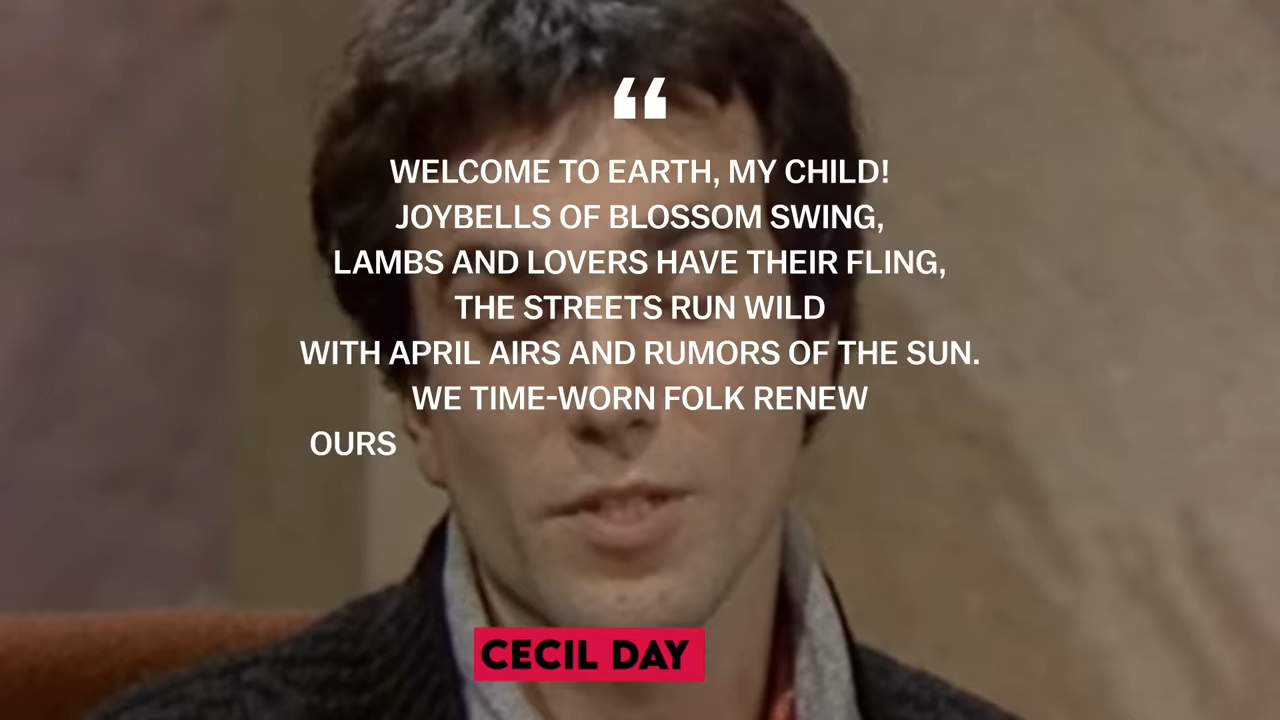 “
WELCOME TO EARTH, MY CHILD!
JOYBELLS OF BLOSSOM SWING,
LAMBS AND LOVERS HAVE THEIR FLING,
THE STREETS RUN WILD
WITH APRIL AIRS AND RUMORS OF THE SUN.
WE TIME-WORN FOLK RENEW
OURS
CECIL DAY